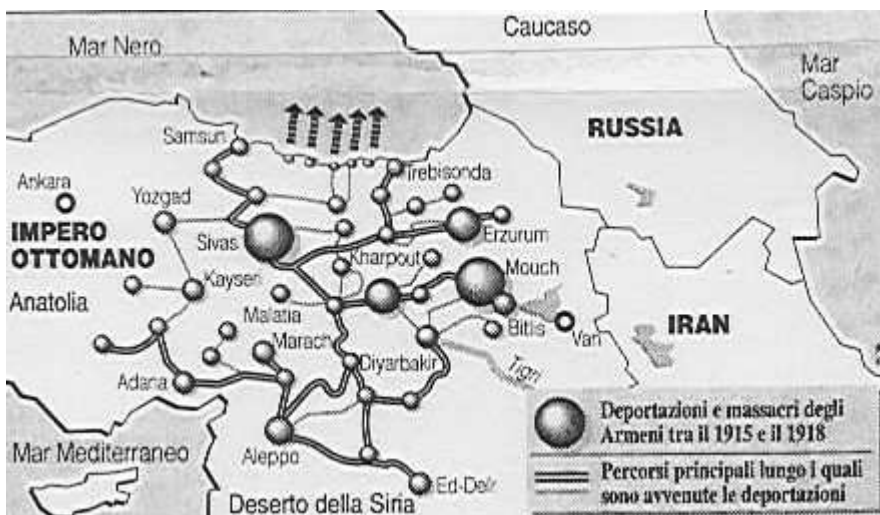 Mar Nero
Caucaso
Mar
Caspio
Samsun
Trebisonda
RUSSIA
Ankara
Yozgad
IMPERO
OTTOMANO
Sivas
Erzurum
Kharpout
Mouch
Anatolia
Kayseri
Malatia
Bitlis
Van
IRAN
Marach
Diyarbakir
Tigri
Adana
Mar Mediterraneo
Aleppo
Ed-Deir
Deserto della Siria
Deportazioni e massacri degli
Armeni tra il 1915 e il 1918
Percorsi principali lungo i quali
sono avvenute le deportazioni